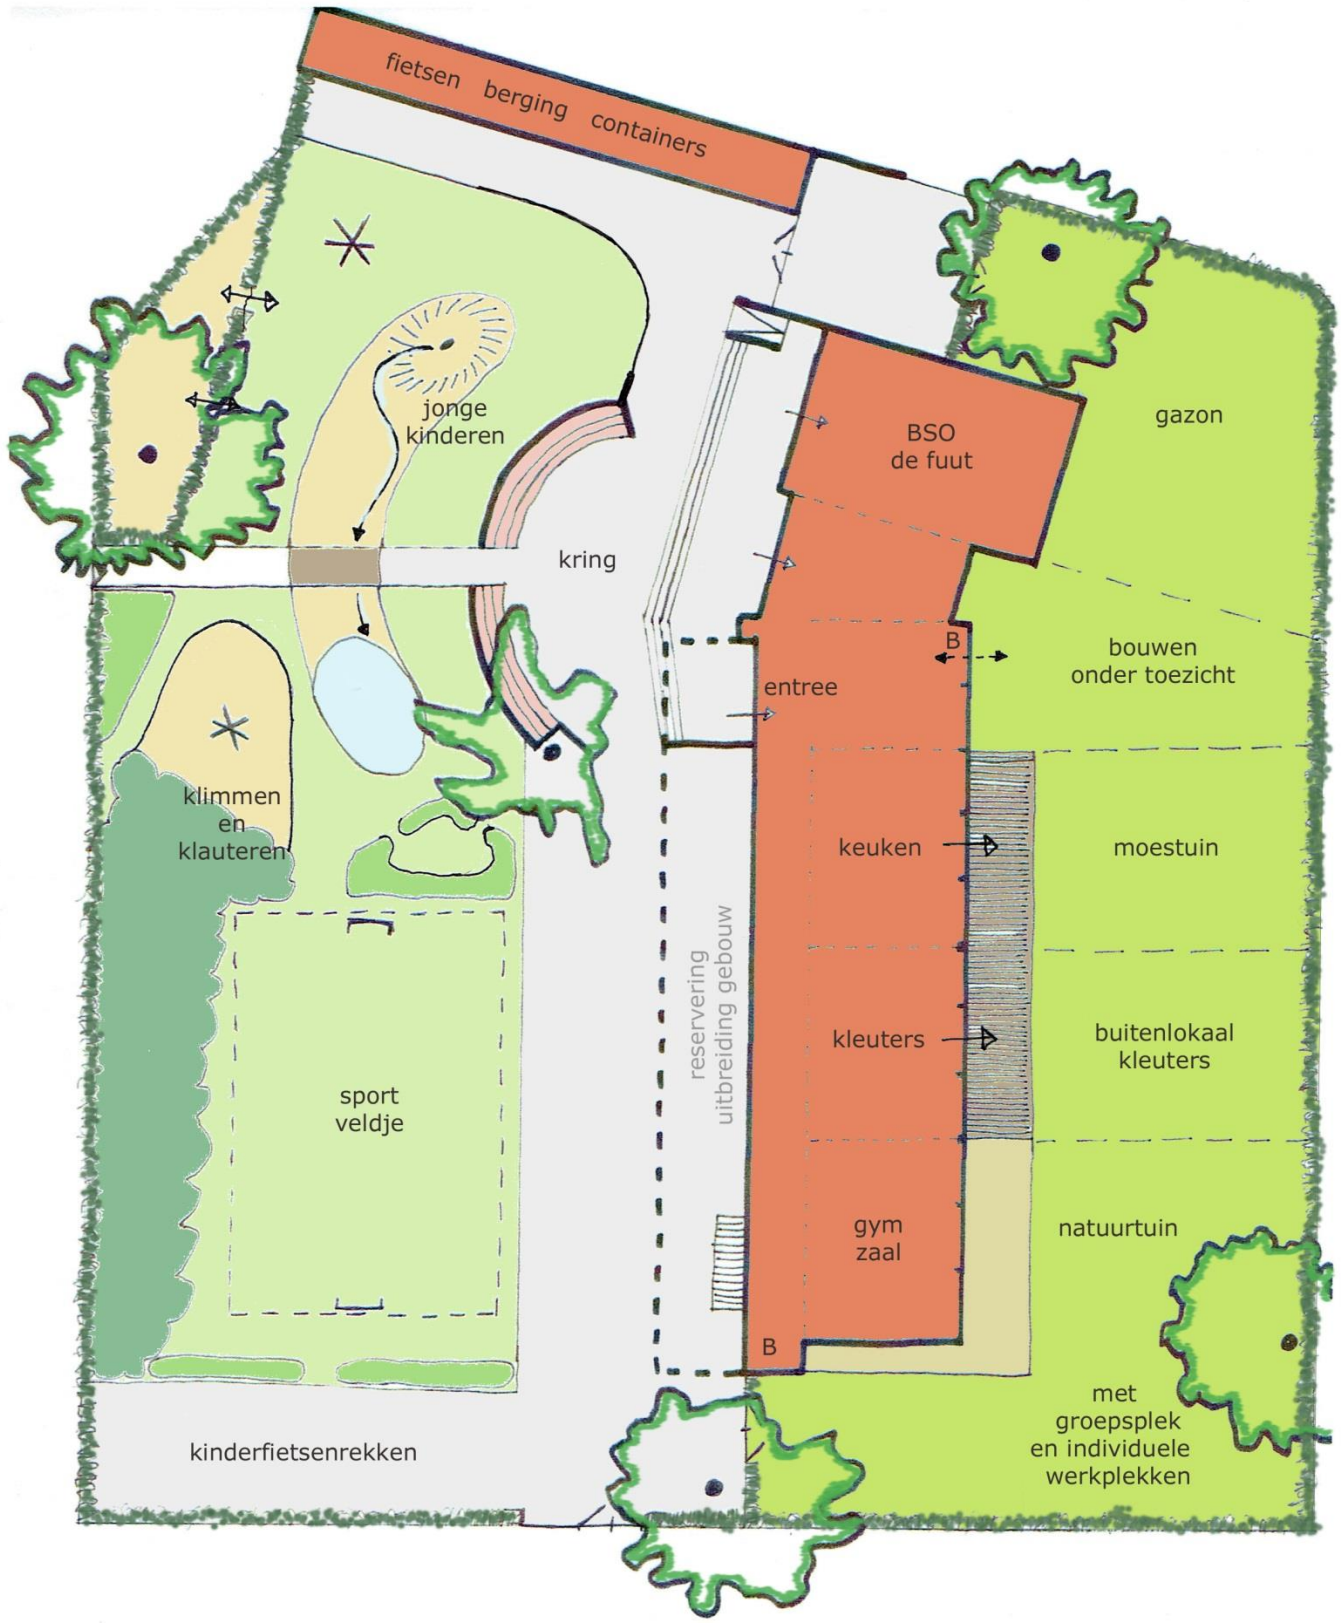 fietsen berging containers
jonge
kinderen
BSO
de fuut
gazon
kring
B
bouwen
onder toezicht
entree
klimmen
en
klauteren
keuken
moestuin
reservering
uitbreiding gebouw
kleuters
buitenlokaal
kleuters
sport
veldje
gym
zaal
natuurtuin
B
met
groepsplek
en individuele
werkplekken
kinderfietsenrekken